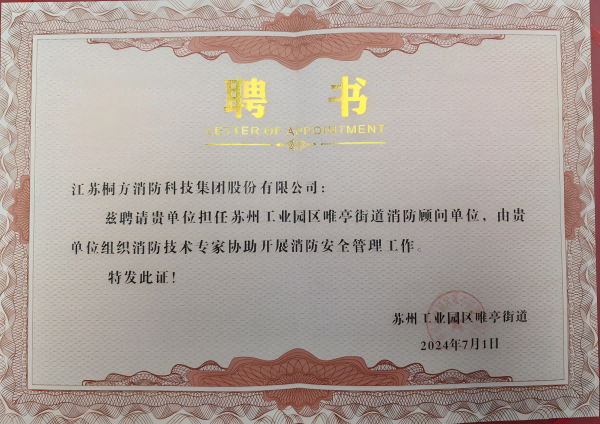 聘 书
LETTER OF APPOINTMENT
江苏桐方消防科技集团股份有限公司：
兹聘请贵单位担任苏州工业园区唯亭街道消防顾问单位，由贵
单位组织消防技术专家协助开展消防安全管理工作。
特发此证！
苏州工业园区唯亭街道
2024年7月1日